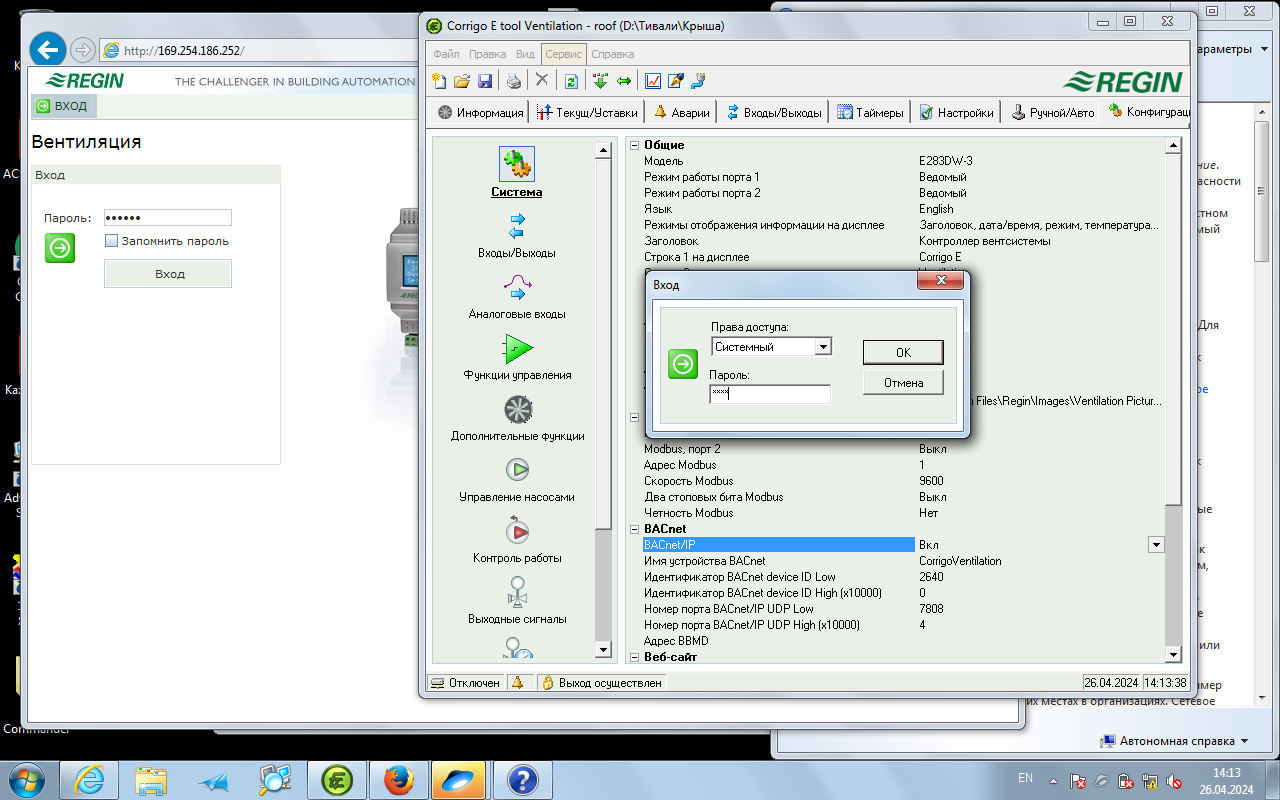 http://169.254.186.252/
REGIN
THE CHALLENGER IN BUILDING AUTOMATION
ВХОД
Вентиляция
Вход
Пароль:
••••••
Запомнить пароль
Вход
Corrigo E tool Ventilation - roof (D:\Тивали\Крыша)
Файл Правка Вид Сервис Справка
REGIN
Информация Текущ/Уставки Аварии Входы/Выходы Таймеры Настройки Ручной/Авто Конфигурац
Система
Входы/Выходы
Аналоговые входы
Функции управления
Дополнительные функции
Управление насосами
Контроль работы
Выходные сигналы
Общие
Модель E283DW-3
Режим работы порта 1 Ведомый
Режим работы порта 2 Ведомый
Язык English
Режимы отображения информации на дисплее Заголовок, дата/время, режим, температура...
Заголовок Контроллер вентсистемы
Строка 1 на дисплее Corrigo E
Files\Regin\Images\Ventilation Pictur...
Modbus, порт 2 Выкл
Адрес Modbus 1
Скорость Modbus 9600
Два стоповых бита Modbus Выкл
Четность Modbus Нет
BACnet
BACnet/IP Вкл
Имя устройства BACnet CorrigoVentilation
Идентификатор BACnet device ID Low 2640
Идентификатор BACnet device ID High (x10000) 0
Номер порта BACnet/IP UDP Low 7808
Номер порта BACnet/IP UDP High (x10000) 4
Адрес BBMD
Веб-сайт
Вход
Права доступа:
Системный
Пароль:
****
OK
Отмена
Отключен Выход осуществлен 26.04.2024 14:13:38
араметры
ние.
асности
стном
мый
Для
ое
ые
к
м,
е
или
мер
их местах в организациях. Сетевое
Автономная справка
Commander
EN
14:13
26.04.2024